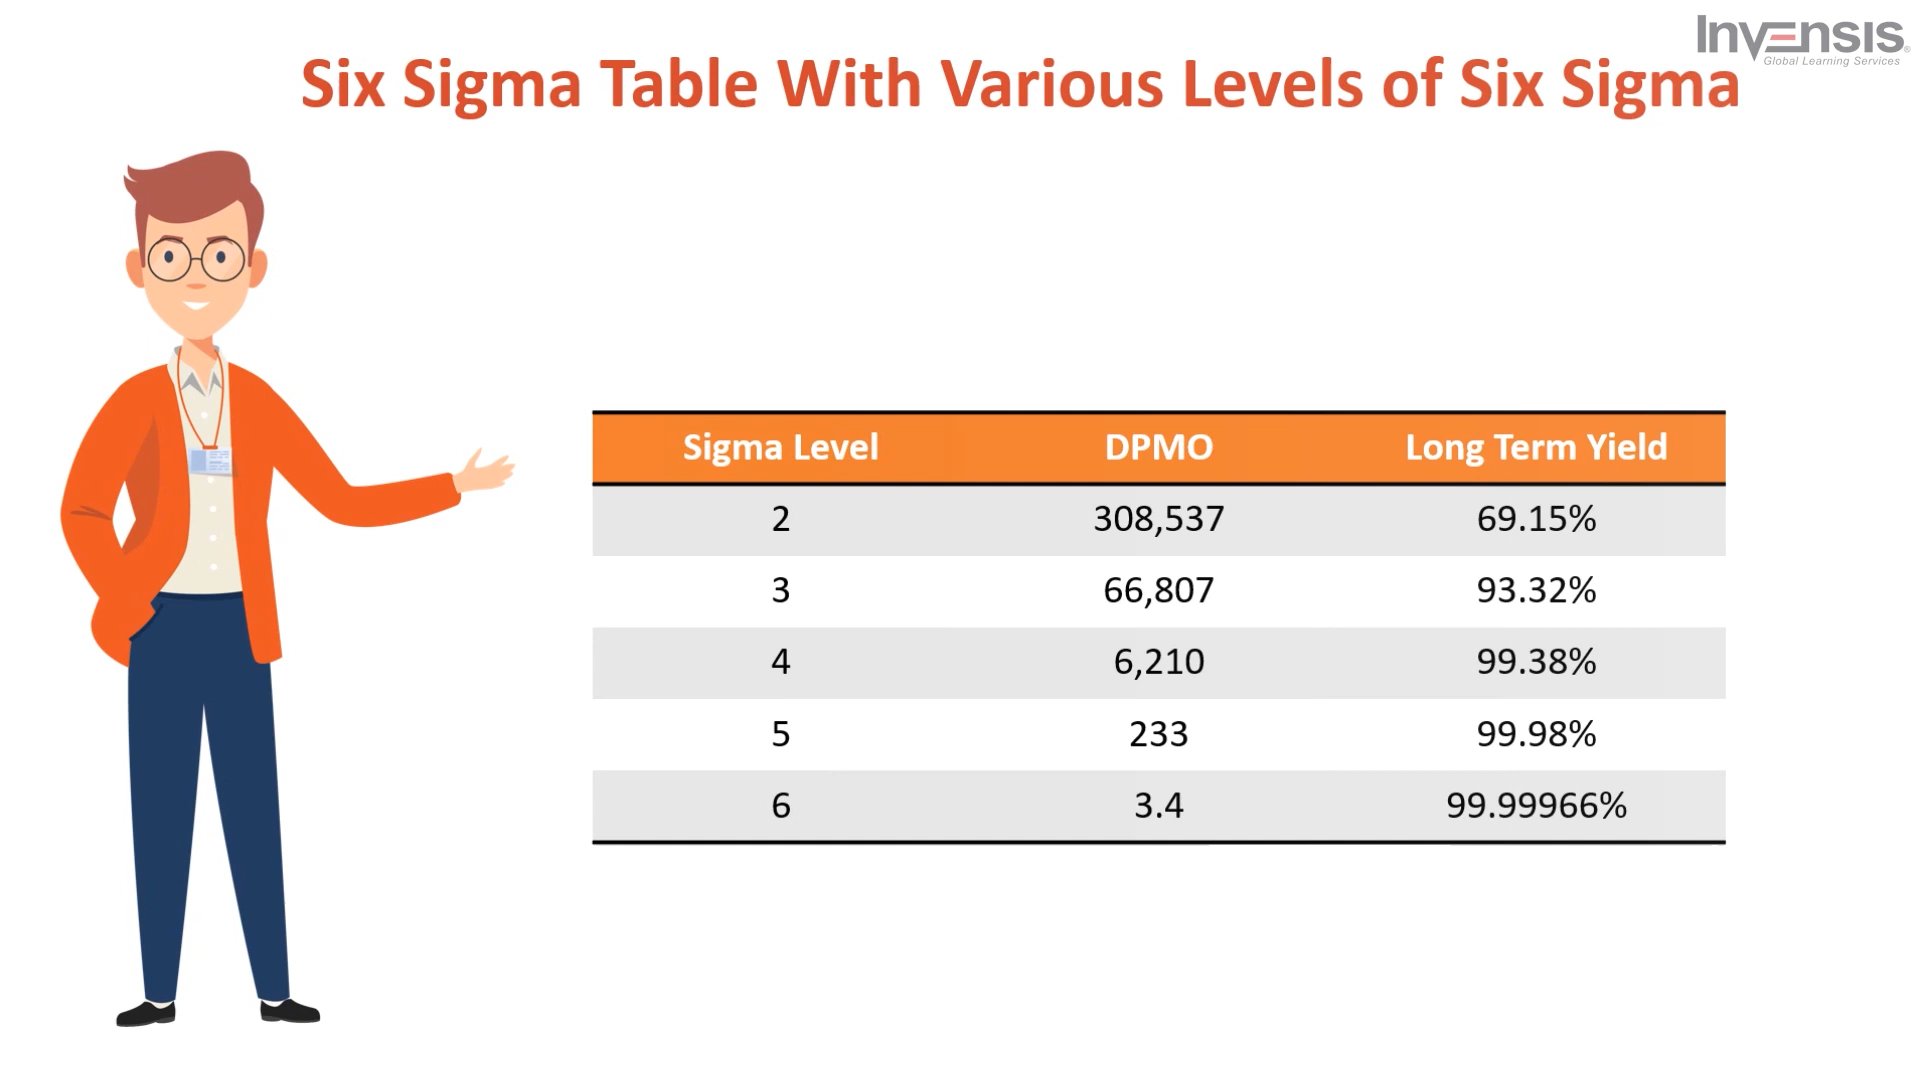 Invensis
Global Learning Services
Six Sigma Table With Various Levels of Six Sigma
Sigma Level DPMO Long Term Yield
2 308,537 69.15%
3 66,807 93.32%
4 6,210 99.38%
5 233 99.98%
6 3.4 99.99966%